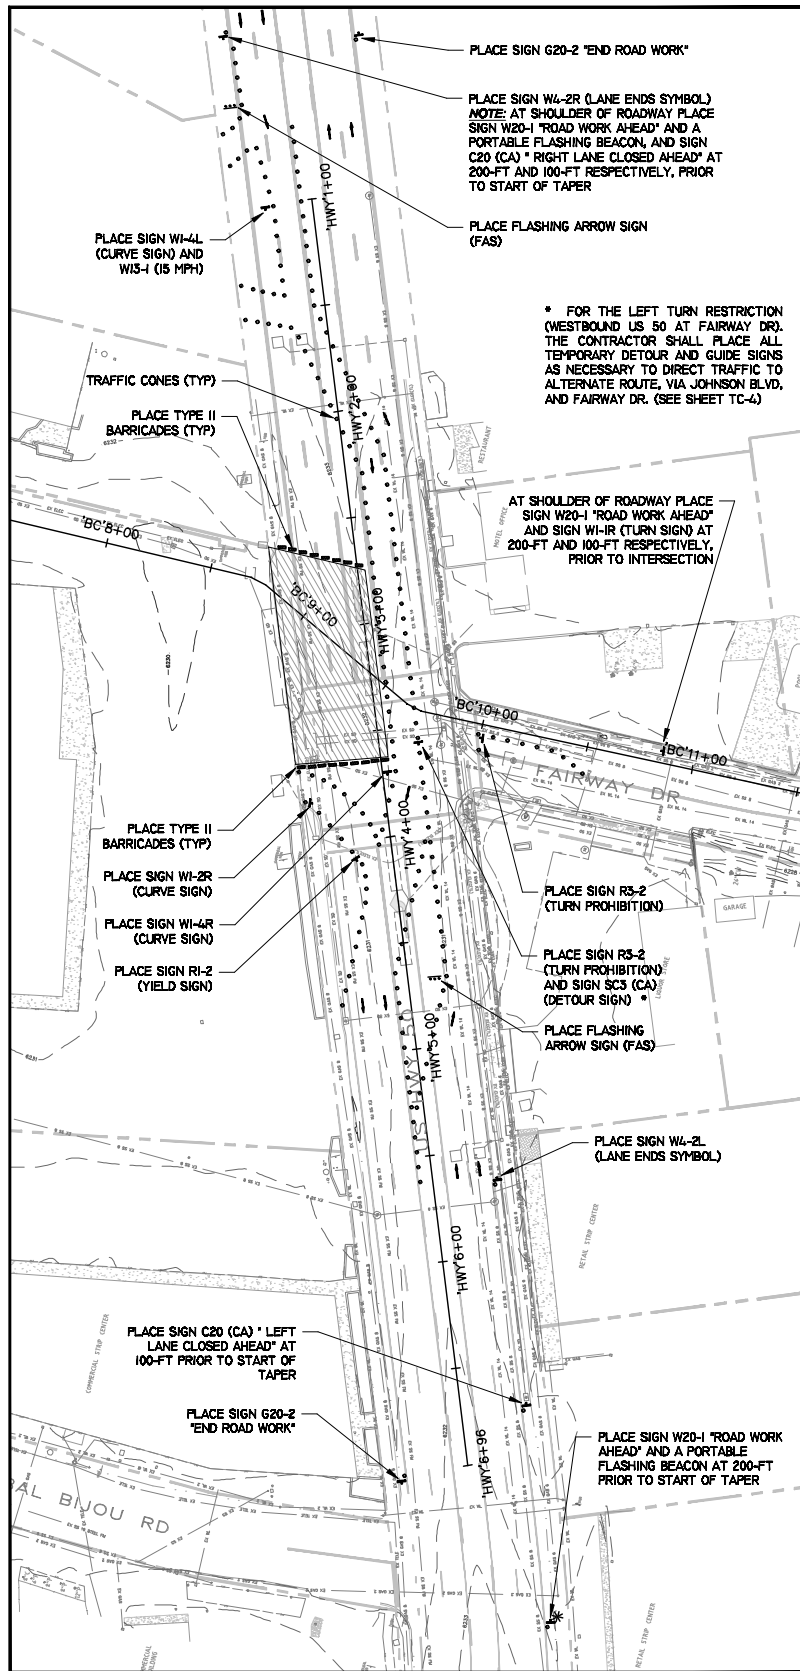 PLACE SIGN G20-2 "END ROAD WORK"
PLACE SIGN W4-2R (LANE ENDS SYMBOL)
NOTE: AT SHOULDER OF ROADWAY PLACE
SIGN W20-1 "ROAD WORK AHEAD" AND A
PORTABLE FLASHING BEACON, AND SIGN
C20 (CA) " RIGHT LANE CLOSED AHEAD" AT
200-FT AND 100-FT RESPECTIVELY, PRIOR
TO START OF TAPER
'HWY'1+00
PLACE FLASHING ARROW SIGN
(FAS)
PLACE SIGN W1-4L
(CURVE SIGN) AND
W13-1 (15 MPH)
* FOR THE LEFT TURN RESTRICTION
(WESTBOUND US 50 AT FAIRWAY DR).
THE CONTRACTOR SHALL PLACE ALL
TEMPORARY DETOUR AND GUIDE SIGNS
AS NECESSARY TO DIRECT TRAFFIC TO
ALTERNATE ROUTE, VIA JOHNSON BLVD,
AND FAIRWAY DR. (SEE SHEET TC-4)
TRAFFIC CONES (TYP)
'HWY'2+00
PLACE TYPE II
BARRICADES (TYP)
6232
6233
RESTAURANT
MOTEL OFFICE
AT SHOULDER OF ROADWAY PLACE
SIGN W20-1 "ROAD WORK AHEAD"
AND SIGN W1-1R (TURN SIGN) AT
200-FT AND 100-FT RESPECTIVELY,
PRIOR TO INTERSECTION
'BC'8+00
'BC'9+00
'HWY'3+00
6230
'BC'10+00
'BC'11+00
FAIRWAY DR
'HWY'4+00
PLACE TYPE II
BARRICADES (TYP)
PLACE SIGN W1-2R
(CURVE SIGN)
PLACE SIGN W1-4R
(CURVE SIGN)
PLACE SIGN R1-2
(YIELD SIGN)
PLACE SIGN R3-2
(TURN PROHIBITION)
GARAGE
6228
LIQUOR STORE
PLACE SIGN R3-2
(TURN PROHIBITION)
AND SIGN SC3 (CA)
(DETOUR SIGN) *
PLACE FLASHING
ARROW SIGN (FAS)
6231
6231
6231
US HWY 50
'HWY'5+00
PLACE SIGN W4-2L
(LANE ENDS SYMBOL)
RETAIL STRIP CENTER
'HWY'6+00
COMMERCIAL STRIP CENTER
PLACE SIGN C20 (CA) " LEFT
LANE CLOSED AHEAD" AT
100-FT PRIOR TO START OF
TAPER
PLACE SIGN G20-2
"END ROAD WORK"
6232
'HWY'6+96
PLACE SIGN W20-1 "ROAD WORK
AHEAD" AND A PORTABLE
FLASHING BEACON AT 200-FT
PRIOR TO START OF TAPER
BAL BIJOU RD
6233
RETAIL STRIP CENTER